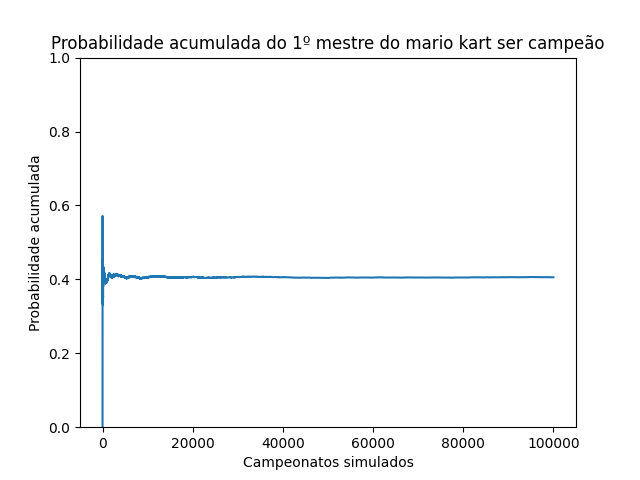 Probabilidade acumulada do 1º mestre do mario kart ser campeão
1.0
0.8
0.6
0.4
0.2
0.0
Probabilidade acumulada
0 20000 40000 60000 80000 100000
Campeonatos simulados